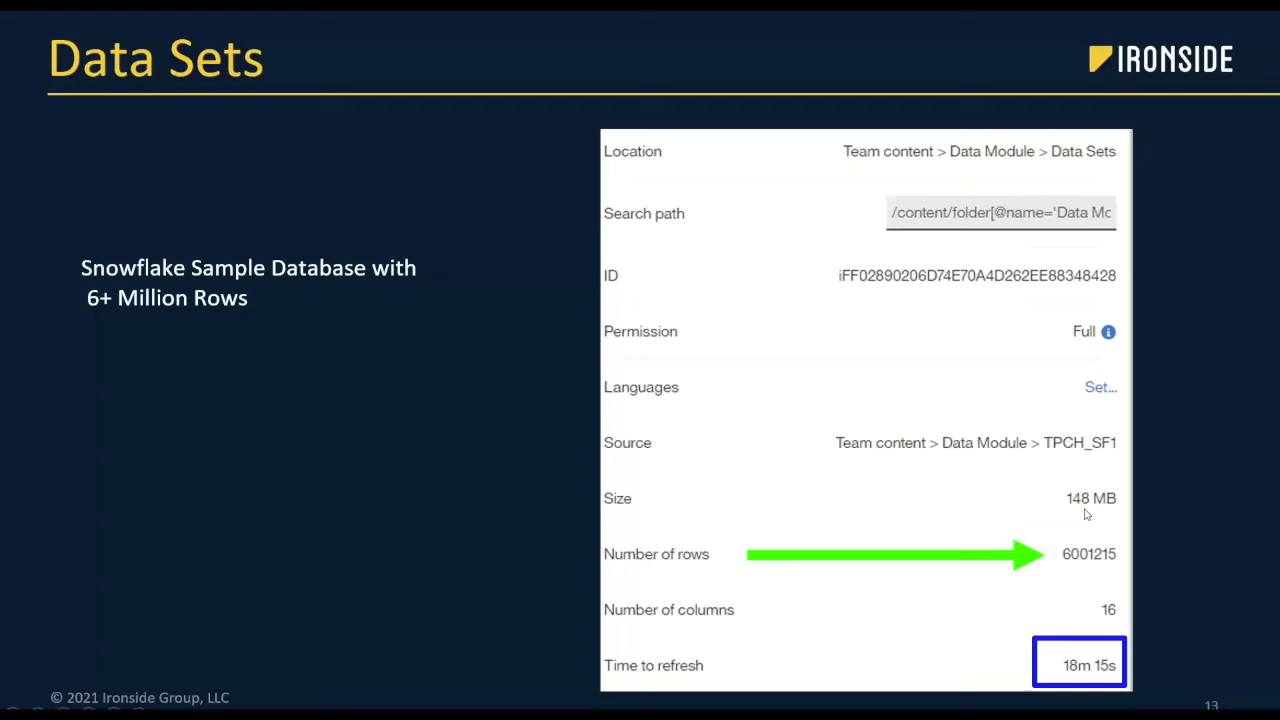 Data Sets
IRONSIDE
Snowflake Sample Database with
6+ Million Rows
Location Team content > Data Module > Data Sets
Search path /content/folder[@name='Data Mc
ID iFF02890206D74E70A4D262EE88348428
Permission Full
Languages Set...
Source Team content > Data Module > TPCH_SF1
Size 148 MB
Number of rows 6001215
Number of columns 16
Time to refresh 18m 15s
© 2021 Ironside Group, LLC
13